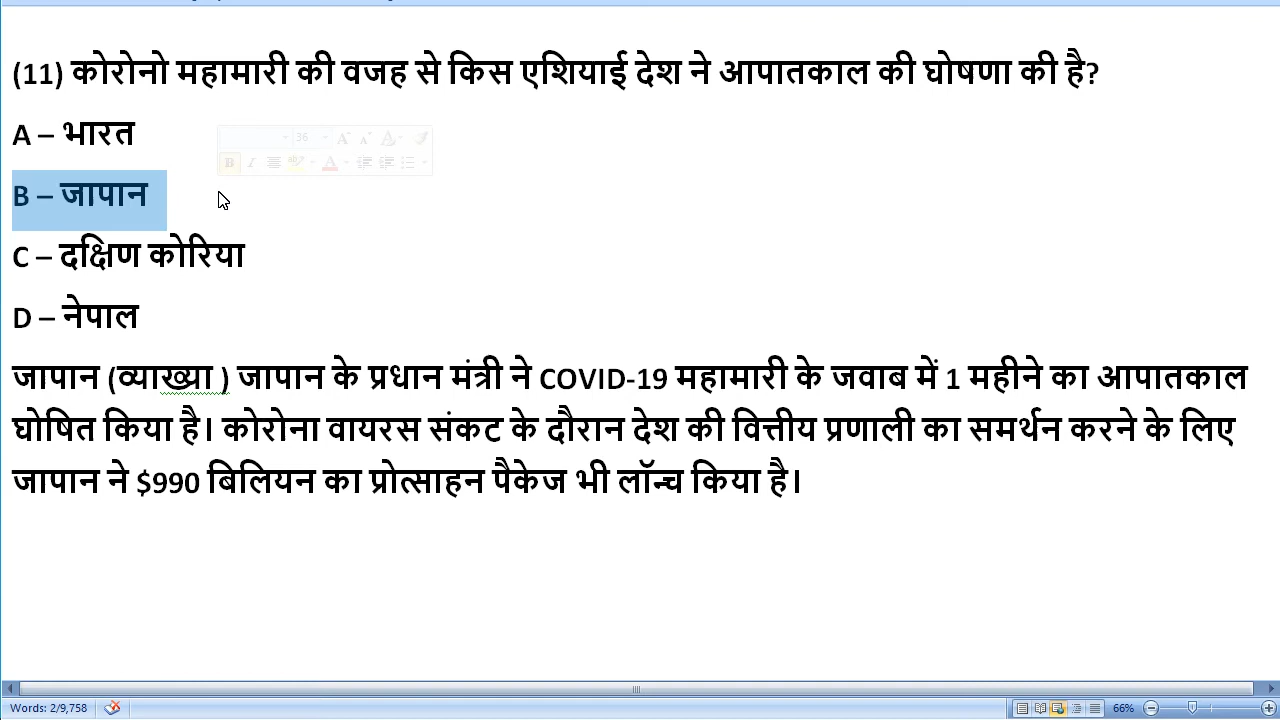 (11) कोरोनो महामारी की वजह से किस एशियाई देश ने आपातकाल की घोषणा की है?
A – भारत
36
B – जापान
C – दक्षिण कोरिया
D – नेपाल
जापान (व्याख्या ) जापान के प्रधान मंत्री ने COVID-19 महामारी के जवाब में 1 महीने का आपातकाल
घोषित किया है। कोरोना वायरस संकट के दौरान देश की वित्तीय प्रणाली का समर्थन करने के लिए
जापान ने $990 बिलियन का प्रोत्साहन पैकेज भी लॉन्च किया है।
Words: 2/9,758
66%